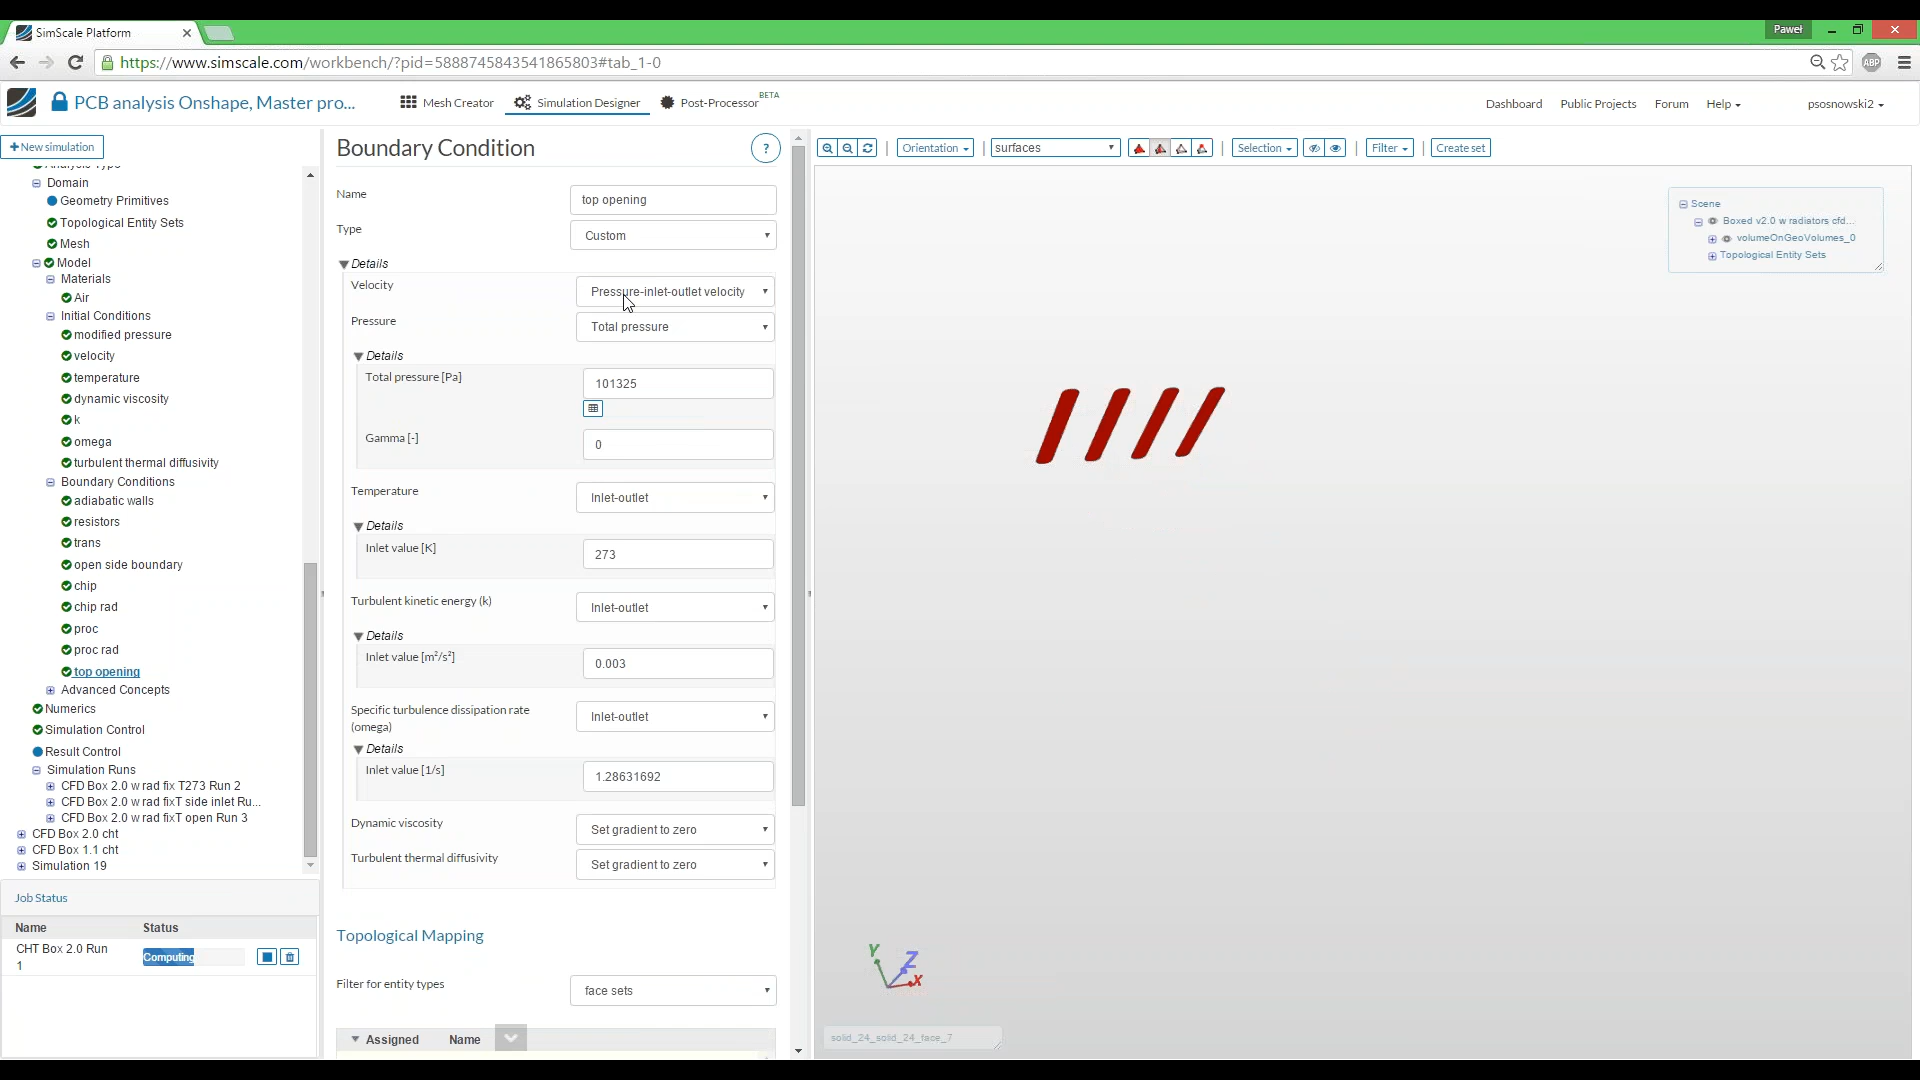 SimScale Platform
Paweł
https://www.simscale.com/workbench/?pid=5888745843541865803#tab_1-0
ABP
PCB analysis Onshape, Master pro...
Mesh Creator
Simulation Designer
Post-Processor
BETA
Dashboard
Public Projects
Forum
Help
psosnowski2
New simulation
Domain
Geometry Primitives
Topological Entity Sets
Mesh
Model
Materials
Air
Initial Conditions
modified pressure
velocity
temperature
dynamic viscosity
k
omega
turbulent thermal diffusivity
Boundary Conditions
adiabatic walls
resistors
trans
open side boundary
chip
chip rad
proc
proc rad
top opening
Advanced Concepts
Numerics
Simulation Control
Result Control
Simulation Runs
CFD Box 2.0 w rad fix T273 Run 2
CFD Box 2.0 w rad fixT side inlet Ru...
CFD Box 2.0 w rad fixT open Run 3
CFD Box 2.0 cht
CFD Box 1.1 cht
Simulation 19
Job Status
Name Status
CHT Box 2.0 Run
1
Computing
Boundary Condition
?
Name top opening
Type Custom
Details
Velocity Pressure-inlet-outlet velocity
Pressure Total pressure
Details
Total pressure [Pa] 101325
Gamma [-] 0
Temperature Inlet-outlet
Details
Inlet value [K] 273
Turbulent kinetic energy (k) Inlet-outlet
Details
Inlet value [m²/s²] 0.003
Specific turbulence dissipation rate
(omega)
Inlet-outlet
Details
Inlet value [1/s] 1.28631692
Dynamic viscosity Set gradient to zero
Turbulent thermal diffusivity Set gradient to zero
Topological Mapping
Filter for entity types face sets
Assigned Name
Orientation
surfaces
Selection
Filter
Create set
Scene
Boxed v2.0 w radiators cfd...
volumeOnGeoVolumes_0
Topological Entity Sets
Y
Z
X
solid_24_solid_24_face_7